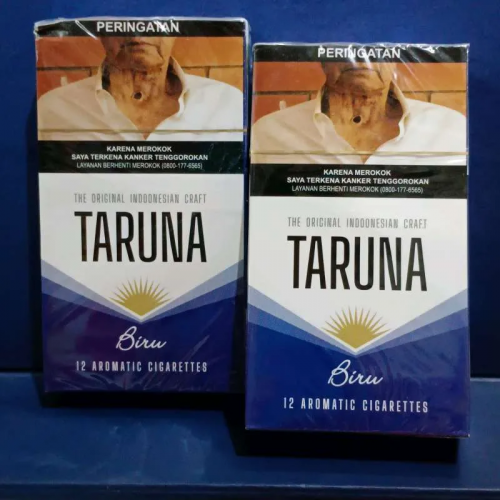 PERINGATAN
KARENA MEROKOK
SAYA TERKENA KANKER TENGGOROKAN
LAYANAN BERHENTI MEROKOK (0800-177-6565)
THE ORIGINAL INDONESIAN CRAFT
TARUNA
Biru
12 AROMATIC CIGARETTES
PERINGATAN
KARENA MEROKOK
SAYA TERKENA KANKER TENGGOROKAN
LAYANAN BERHENTI MEROKOK (0800-177-6565)
THE ORIGINAL INDONESIAN CRAFT
TARUNA
Biru
12 AROMATIC CIGARETTES